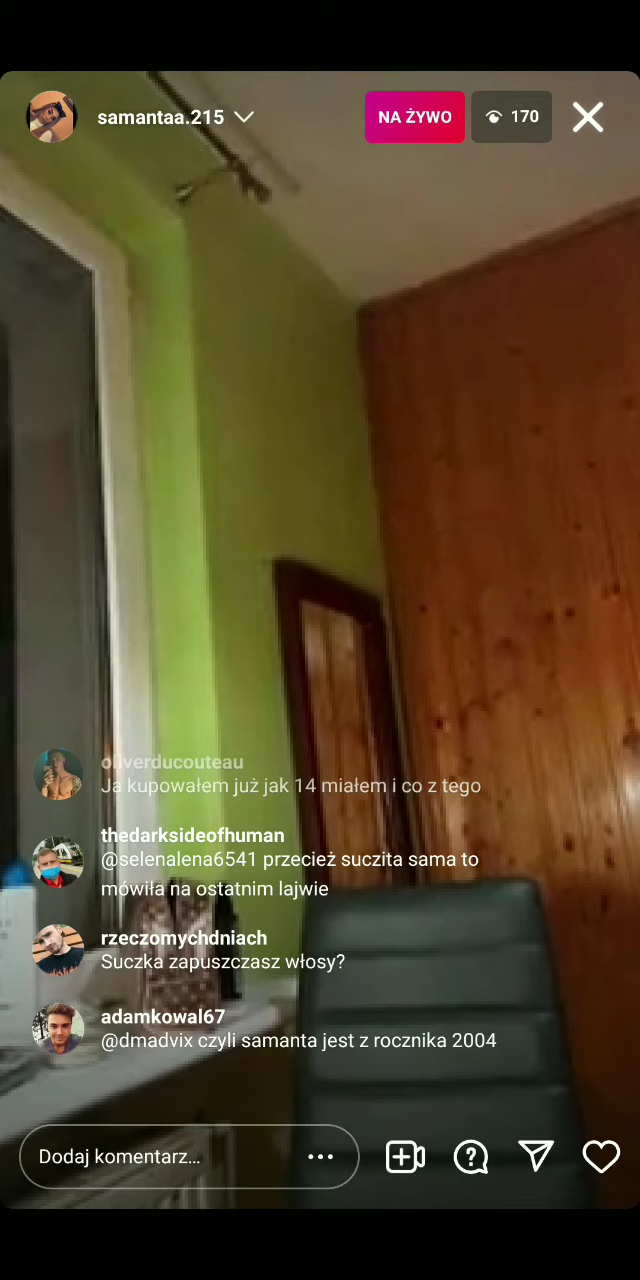 samantaa.215
NA ŻYWO
170
oliverducouteau
Ja kupowałem już jak 14 miałem i co z tego
thedarksideofhuman
@selenalena6541 przecież suczita sama to
mówiła na ostatnim lajwie
rzeczomychdniach
Suczka zapuszczasz włosy?
adamkowal67
@dmadvix czyli samanta jest z rocznika 2004
Dodaj komentarz...